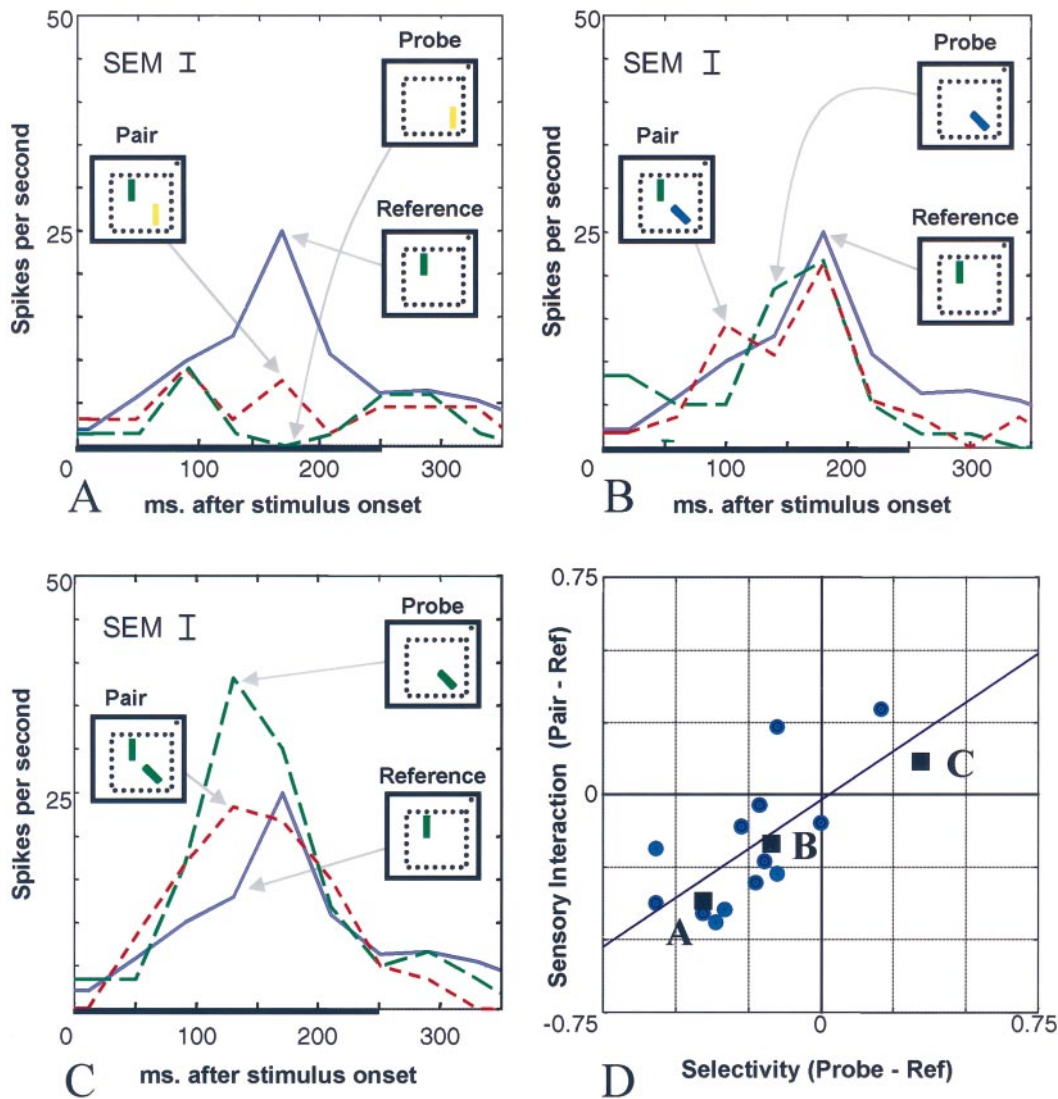 50
SEM
Probe
Pair
Reference
25
Spikes per second
0 100 200 300
A
ms. after stimulus onset
50
SEM
Probe
Pair
Reference
25
Spikes per second
0 100 200 300
B
ms. after stimulus onset
50
SEM
Probe
Pair
Reference
25
Spikes per second
0 100 200 300
C
ms. after stimulus onset
0.75
Sensory Interaction (Pair - Ref)
0
C
B
A
-0.75
0 0.75
D
Selectivity (Probe - Ref)